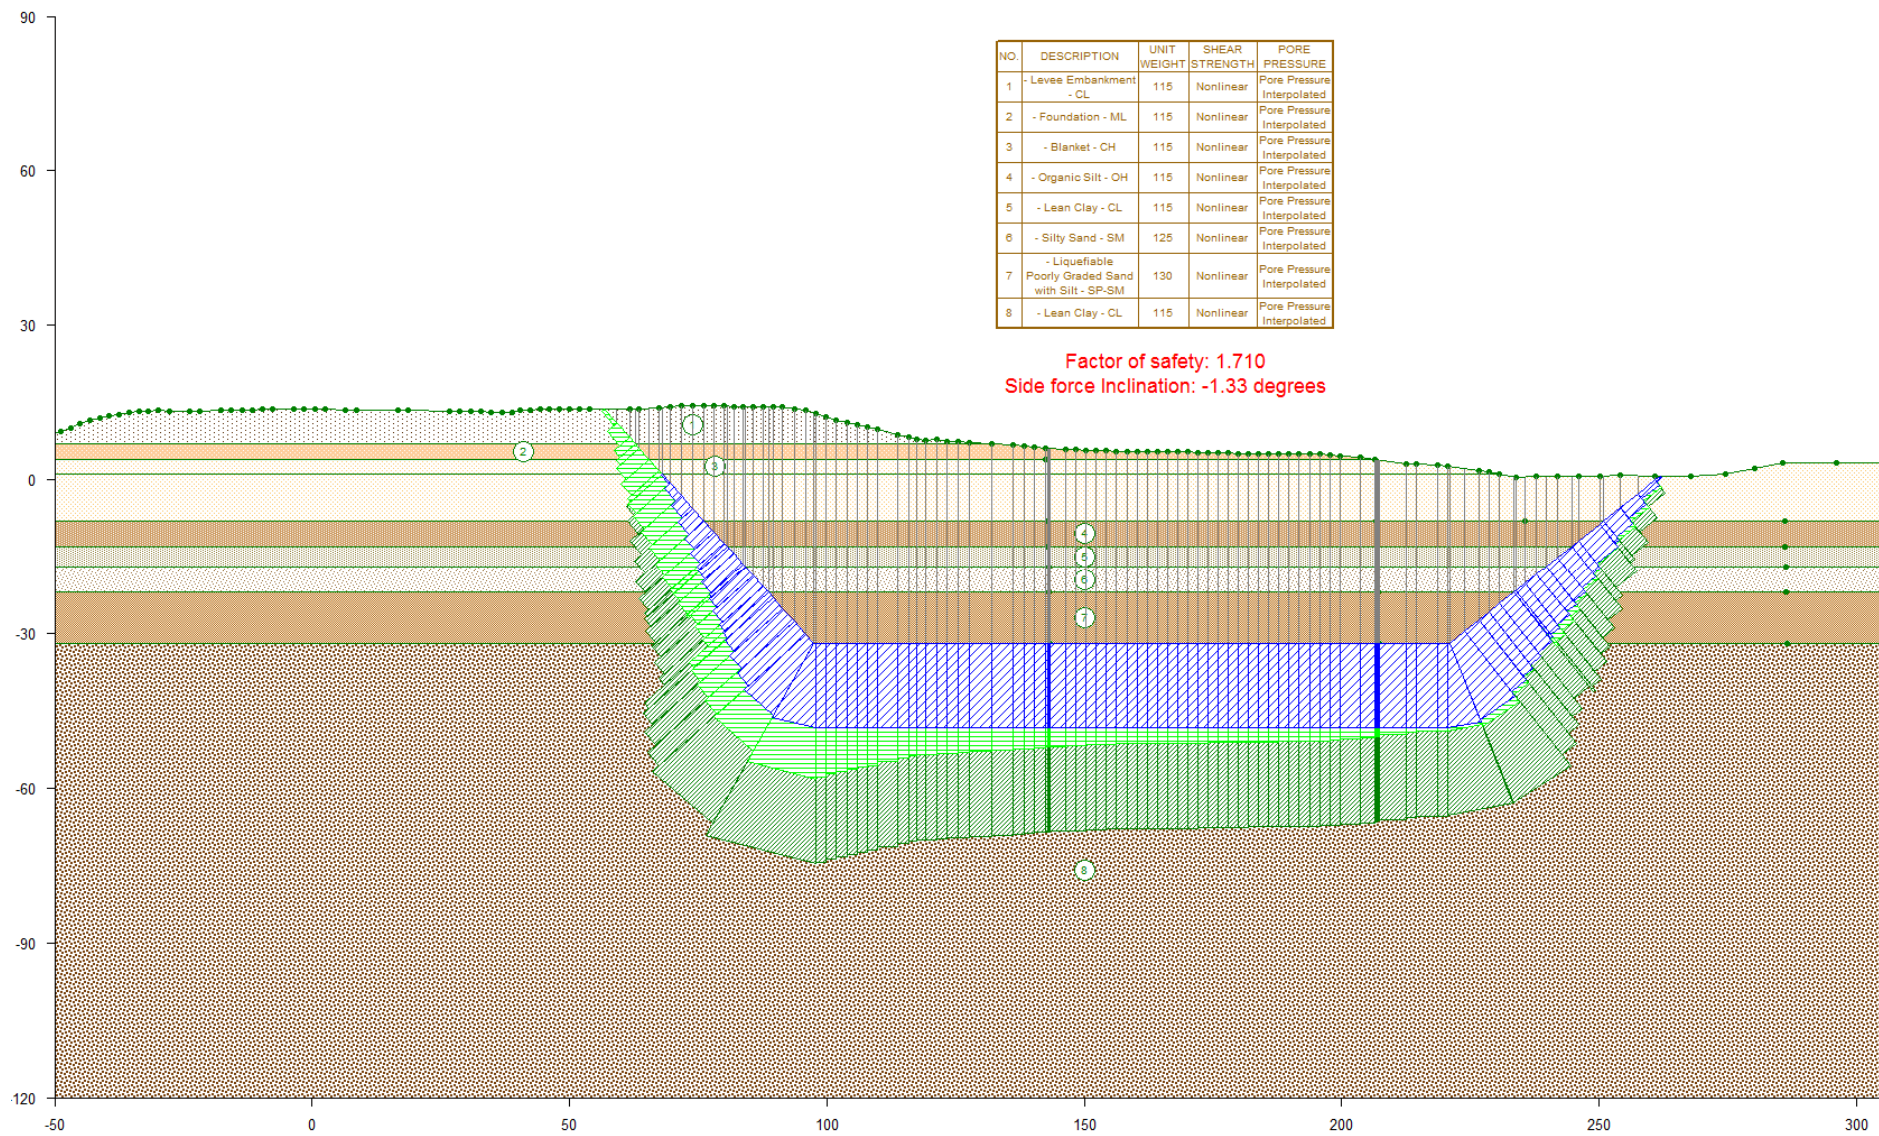 90
60
30
0
-30
-60
-90
-120
-50
0
50
100
150
200
250
300
NO. DESCRIPTION UNIT WEIGHT SHEAR STRENGTH PORE PRESSURE
1 - Levee Embankment - CL 115 Nonlinear Pore Pressure Interpolated
2 - Foundation - ML 115 Nonlinear Pore Pressure Interpolated
3 - Blanket - CH 115 Nonlinear Pore Pressure Interpolated
4 - Organic Silt - OH 115 Nonlinear Pore Pressure Interpolated
5 - Lean Clay - CL 115 Nonlinear Pore Pressure Interpolated
6 - Silty Sand - SM 125 Nonlinear Pore Pressure Interpolated
7 - Liquefiable Poorly Graded Sand with Silt - SP-SM 130 Nonlinear Pore Pressure Interpolated
8 - Lean Clay - CL 115 Nonlinear Pore Pressure Interpolated
Factor of safety: 1.710
Side force Inclination: -1.33 degrees
1
2
3
4
5
6
7
8